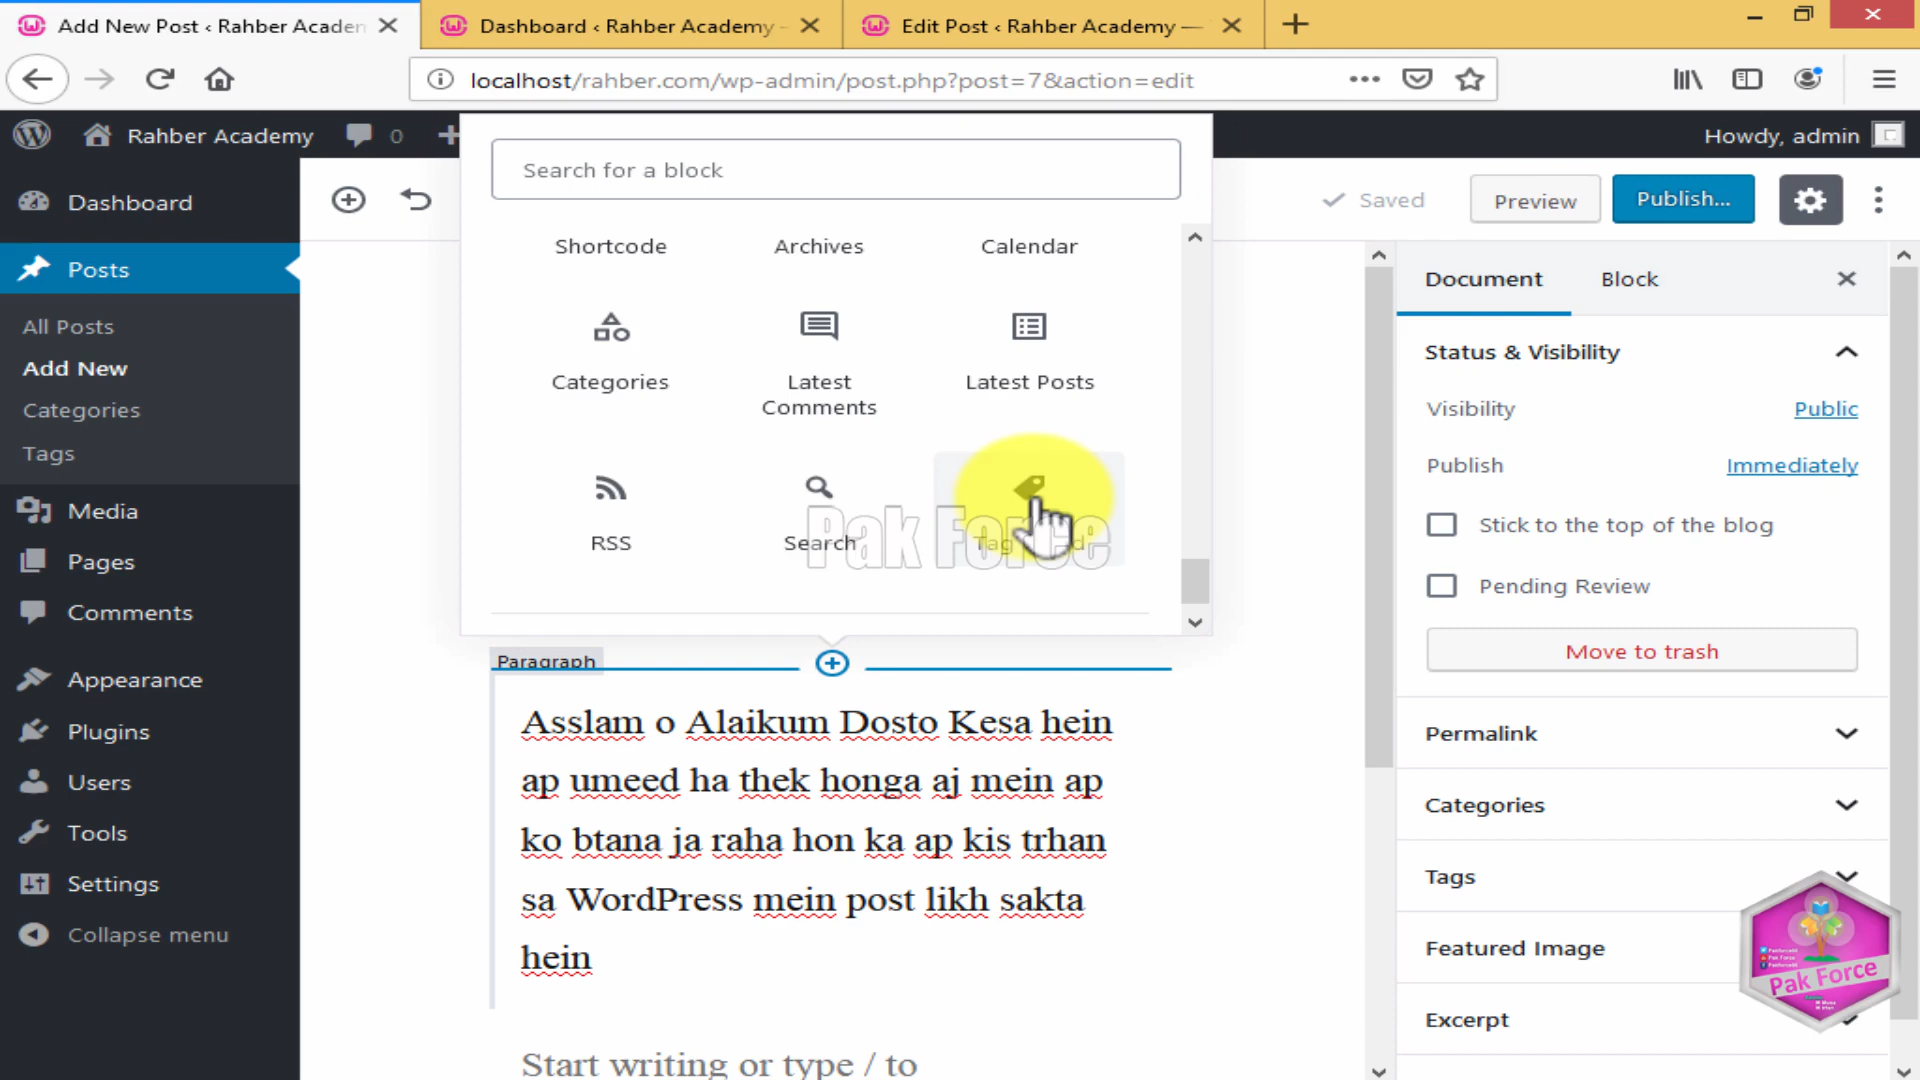 Add New Post ‹ Rahber Academ
Dashboard ‹ Rahber Academy -
Edit Post ‹ Rahber Academy —
localhost/rahber.com/wp-admin/post.php?post=7&action=edit
Rahber Academy
0
Howdy, admin
Search for a block
Saved
Preview
Publish...
Dashboard
Posts
All Posts
Add New
Categories
Tags
Media
Pages
Comments
Appearance
Plugins
Users
Tools
Settings
Collapse menu
Shortcode
Archives
Calendar
Categories
Latest
Comments
Latest Posts
RSS
Search
Pak Force
Paragraph
Asslam o Alaikum Dosto Kesa hein
ap umeed ha thek honga aj mein ap
ko btana ja raha hon ka ap kis trhan
sa WordPress mein post likh sakta
hein
Start writing or type / to
Document
Block
Status & Visibility
Visibility
Public
Publish
Immediately
Stick to the top of the blog
Pending Review
Move to trash
Permalink
Categories
Tags
Featured Image
Excerpt
Pak Force